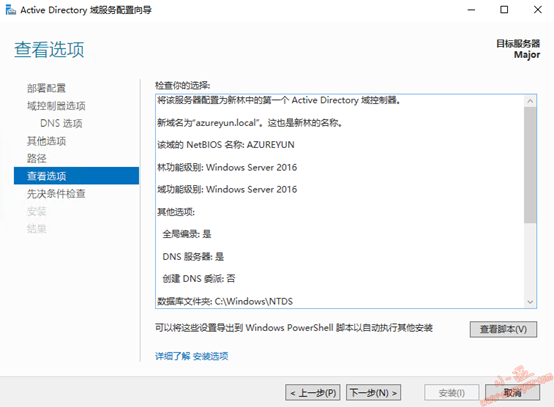 Active Directory 域服务配置向导
查看选项
目标服务器
Major
部署配置
域控制器选项
DNS 选项
其他选项
路径
查看选项
先决条件检查
安装
结果
检查你的选择:
将该服务器配置为新林中的第一个 Active Directory 域控制器。
新域名为“azureyun.local”。这也是新林的名称。
该域的 NetBIOS 名称: AZUREYUN
林功能级别: Windows Server 2016
域功能级别: Windows Server 2016
其他选项:
全局编录: 是
DNS 服务器: 是
创建 DNS 委派: 否
数据库文件夹: C:\Windows\NTDS
可以将这些设置导出到 Windows PowerShell 脚本以自动执行其他安装
查看脚本(V)
详细了解 安装选项
< 上一步(P)
下一步(N) >
安装(I)
取消